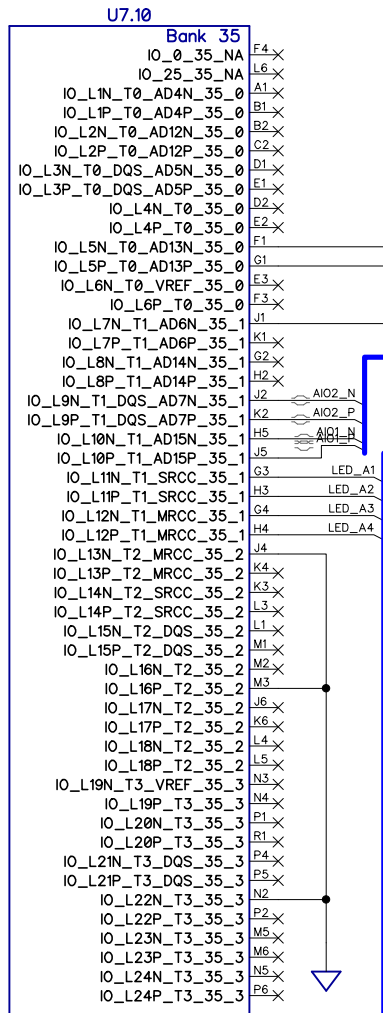 U7.10
Bank 35
IO_0_35_NA F4
IO_25_35_NA L6
IO_L1N_T0_AD4N_35_0 A1
IO_L1P_T0_AD4P_35_0 B1
IO_L2N_T0_AD12N_35_0 B2
IO_L2P_T0_AD12P_35_0 C2
IO_L3N_T0_DQS_AD5N_35_0 D1
IO_L3P_T0_DQS_AD5P_35_0 E1
IO_L4N_T0_35_0 D2
IO_L4P_T0_35_0 E2
IO_L5N_T0_AD13N_35_0 F1
IO_L5P_T0_AD13P_35_0 G1
IO_L6N_T0_VREF_35_0 E3
IO_L6P_T0_35_0 F3
IO_L7N_T1_AD6N_35_1 J1
IO_L7P_T1_AD6P_35_1 K1
IO_L8N_T1_AD14N_35_1 G2
IO_L8P_T1_AD14P_35_1 H2
IO_L9N_T1_DQS_AD7N_35_1 J2 AIO2_N
IO_L9P_T1_DQS_AD7P_35_1 K2 AIO2_P
IO_L10N_T1_AD15N_35_1 H5 AIO1_N
AIO1_P
IO_L10P_T1_AD15P_35_1 J5
IO_L11N_T1_SRCC_35_1 G3 LED_A1
IO_L11P_T1_SRCC_35_1 H3 LED_A2
IO_L12N_T1_MRCC_35_1 G4 LED_A3
IO_L12P_T1_MRCC_35_1 H4 LED_A4
IO_L13N_T2_MRCC_35_2 J4
IO_L13P_T2_MRCC_35_2 K4
IO_L14N_T2_SRCC_35_2 K3
IO_L14P_T2_SRCC_35_2 L3
IO_L15N_T2_DQS_35_2 L1
IO_L15P_T2_DQS_35_2 M1
IO_L16N_T2_35_2 M2
IO_L16P_T2_35_2 M3
IO_L17N_T2_35_2 J6
IO_L17P_T2_35_2 K6
IO_L18N_T2_35_2 L4
IO_L18P_T2_35_2 L5
IO_L19N_T3_VREF_35_3 N3
IO_L19P_T3_35_3 N4
IO_L20N_T3_35_3 P1
IO_L20P_T3_35_3 R1
IO_L21N_T3_DQS_35_3 P4
IO_L21P_T3_DQS_35_3 P5
IO_L22N_T3_35_3 N2
IO_L22P_T3_35_3 P2
IO_L23N_T3_35_3 M5
IO_L23P_T3_35_3 M6
IO_L24N_T3_35_3 N5
IO_L24P_T3_35_3 P6